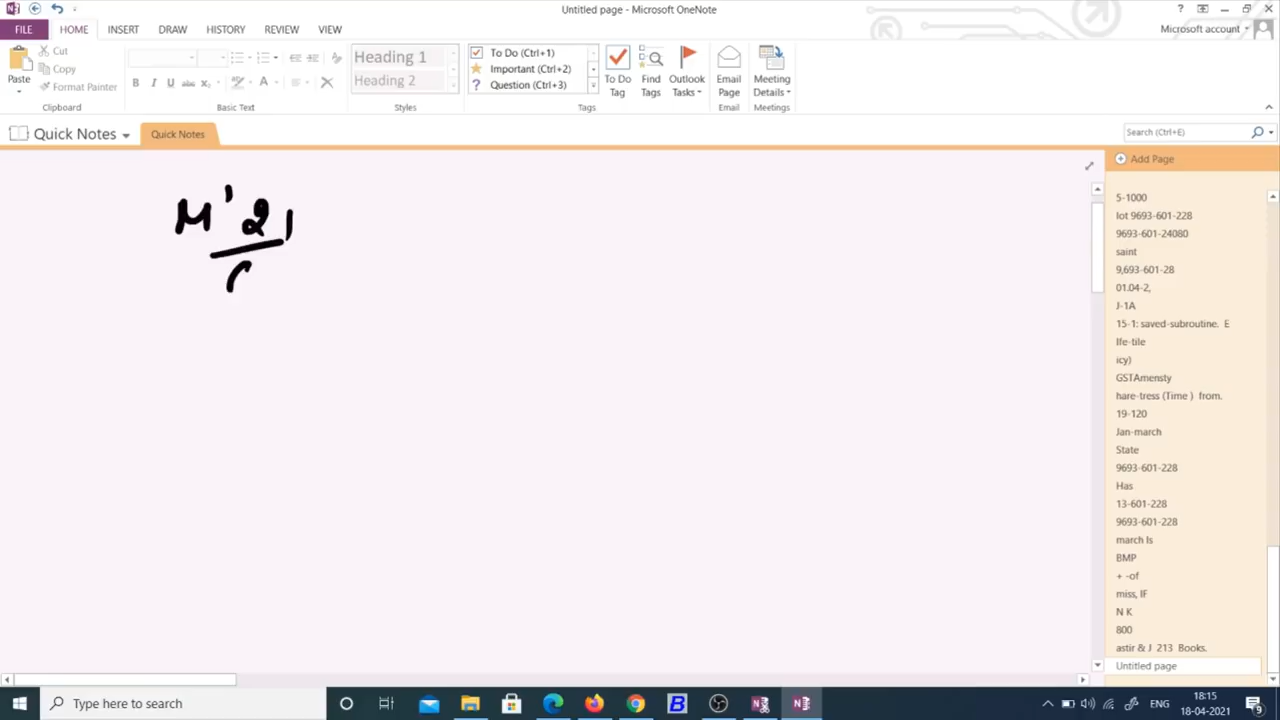 Untitled page - Microsoft OneNote
FILE HOME INSERT DRAW HISTORY REVIEW VIEW
Microsoft account
Paste
Cut
Copy
Format Painter
Clipboard
B I U abc X₂ A
Basic Text
Heading 1
Heading 2
Styles
To Do (Ctrl+1)
Important (Ctrl+2)
Question (Ctrl+3)
To Do Tag
Find Tags
Outlook Tasks
Tags
Email Page
Email
Meeting Details
Meetings
Quick Notes
Quick Notes
Search (Ctrl+E)
M'21
Add Page
5-1000
lot 9693-601-228
9693-601-24080
saint
9,693-601-28
01.04-2,
J-1A
15-1: saved-subroutine. E
Ife-tile
icy)
GSTAmensty
hare-tress (Time ) from.
19-120
Jan-march
State
9693-601-228
Has
13-601-228
9693-601-228
march Is
BMP
+ -of
miss, IF
N K
800
astir & J 213 Books.
Untitled page
Type here to search
ENG
18:15
18-04-2021